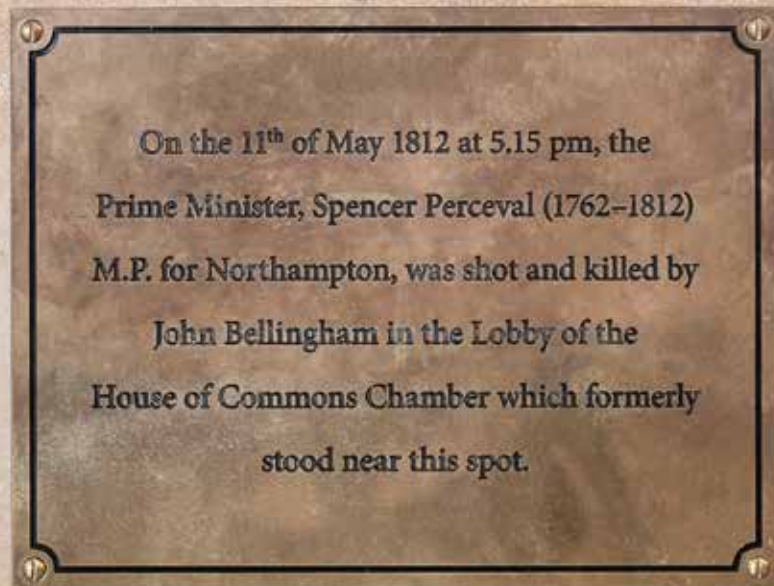 On the 11th of May 1812 at 5.15 pm, the
Prime Minister, Spencer Perceval (1762–1812)
M.P. for Northampton, was shot and killed by
John Bellingham in the Lobby of the
House of Commons Chamber which formerly
stood near this spot.